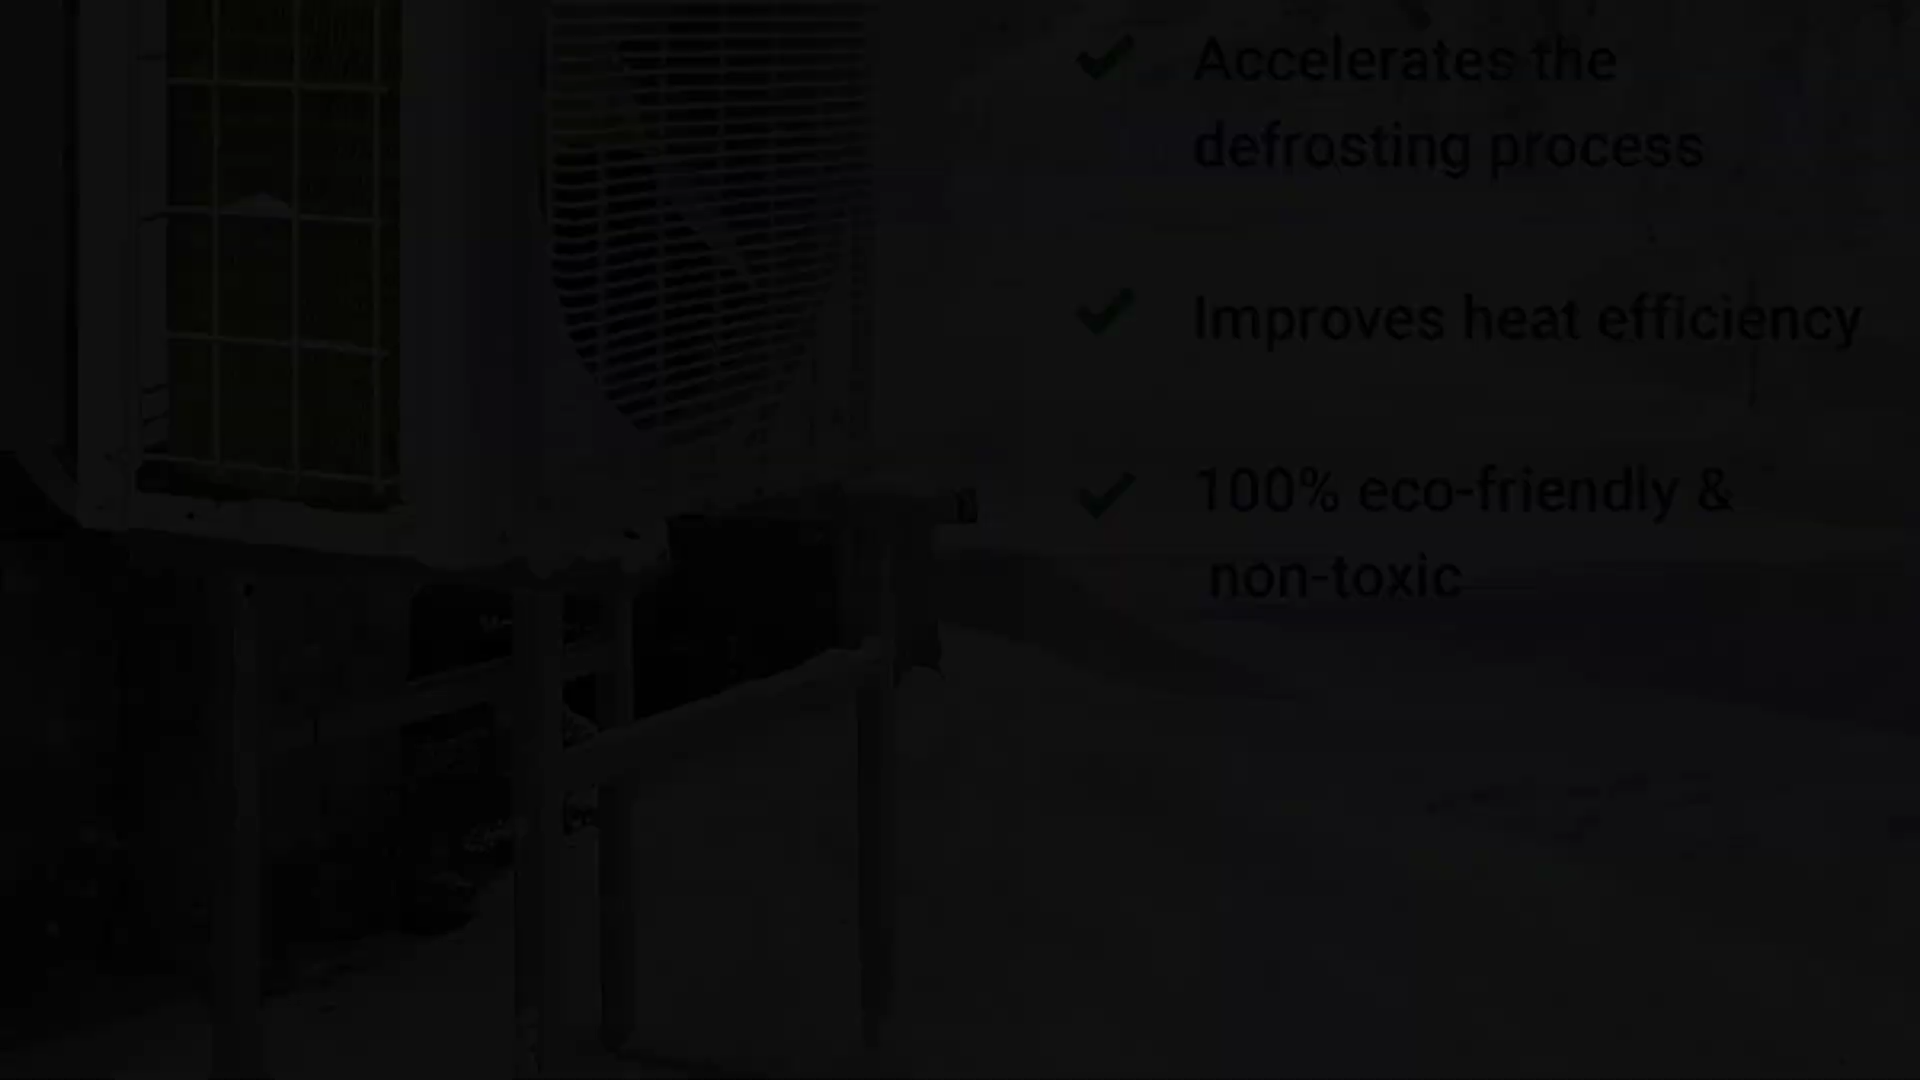 Accelerates the
defrosting process
Improves heat efficiency
100% eco-friendly &
non-toxic